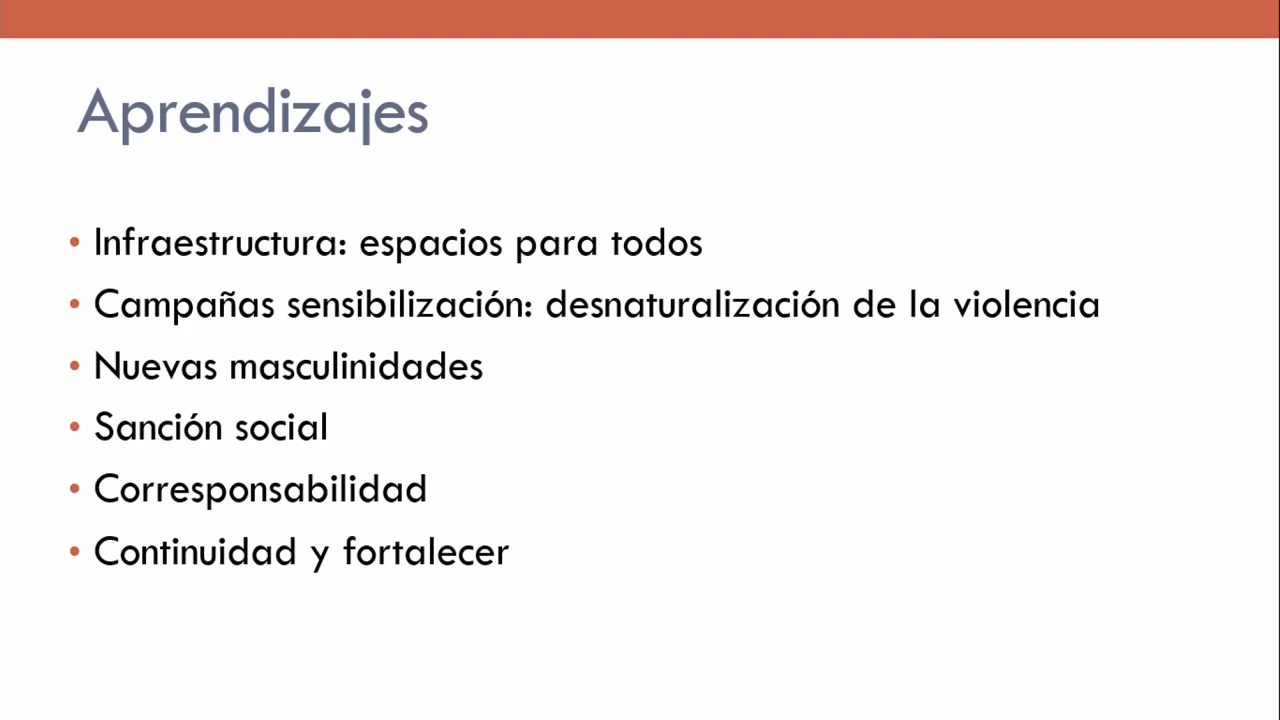 Aprendizajes
• Infraestructura: espacios para todos
• Campañas sensibilización: desnaturalización de la violencia
• Nuevas masculinidades
• Sanción social
• Corresponsabilidad
• Continuidad y fortalecer